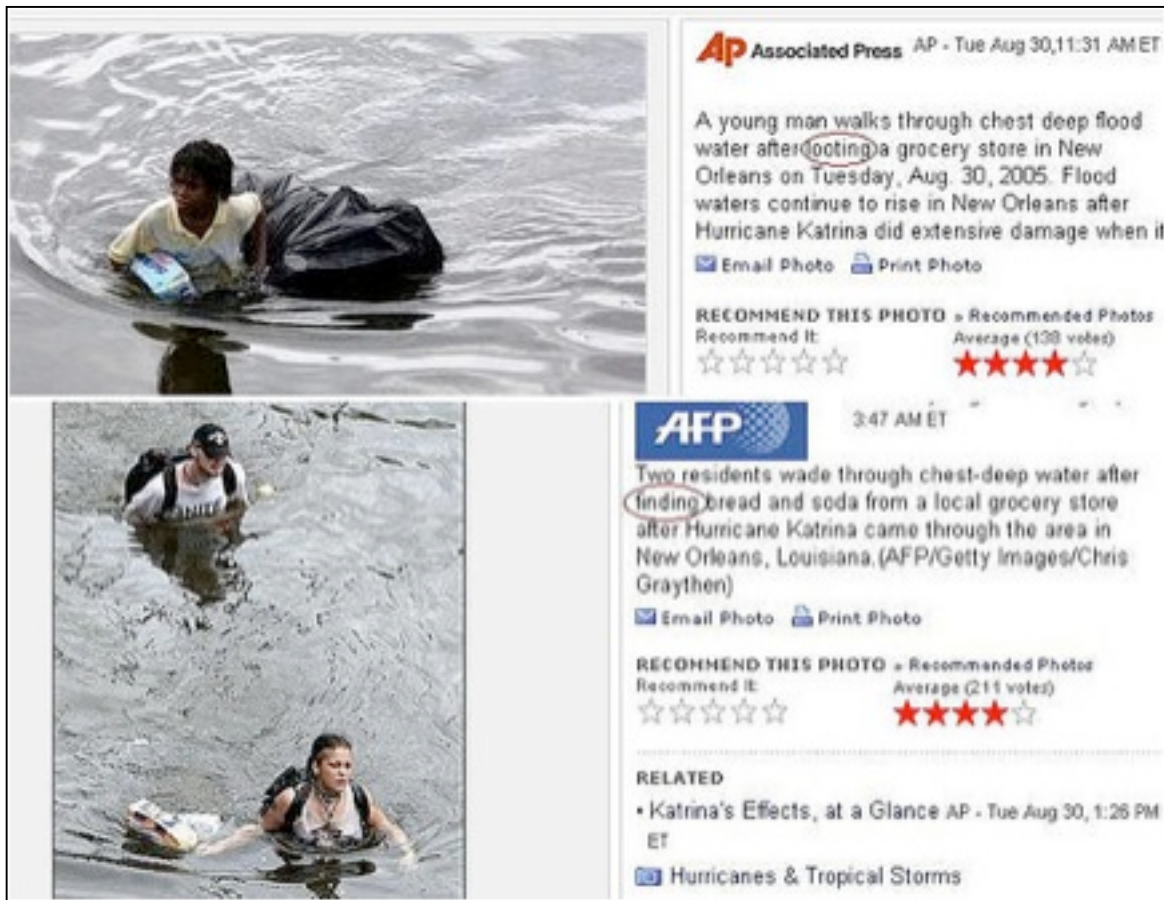 AP Associated Press AP - Tue Aug 30,11:31 AM ET
A young man walks through chest deep flood
water after looting a grocery store in New
Orleans on Tuesday, Aug. 30, 2005. Flood
waters continue to rise in New Orleans after
Hurricane Katrina did extensive damage when it
Email Photo Print Photo
RECOMMEND THIS PHOTO » Recommended Photos
Recommend It: Average (138 votes)
AFP 3:47 AM ET
Two residents wade through chest-deep water after
finding bread and soda from a local grocery store
after Hurricane Katrina came through the area in
New Orleans, Louisiana.(AFP/Getty Images/Chris
Graythen)
Email Photo Print Photo
RECOMMEND THIS PHOTO » Recommended Photos
Recommend It: Average (211 votes)
RELATED
• Katrina's Effects, at a Glance AP - Tue Aug 30, 1:26 PM
ET
Hurricanes & Tropical Storms